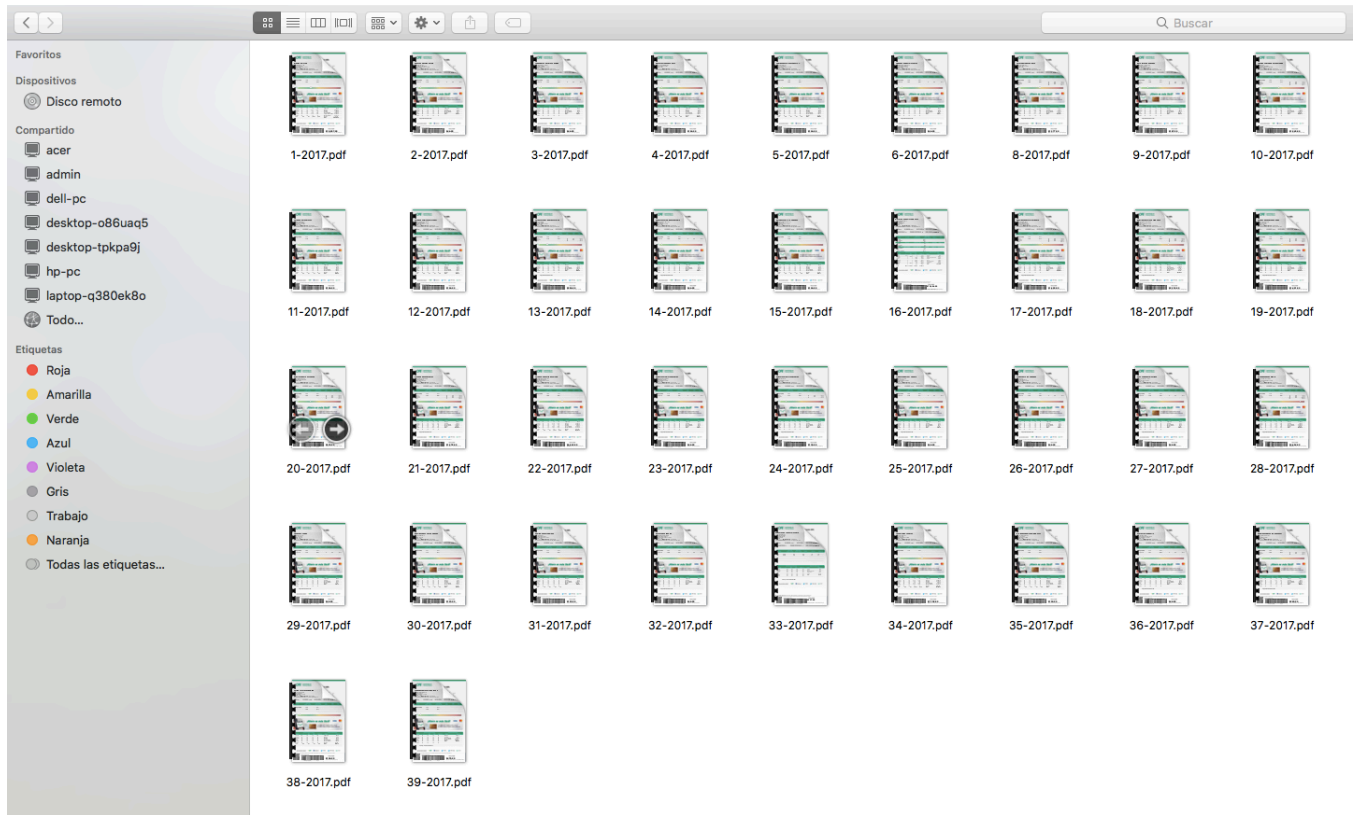 Buscar
Favoritos
Dispositivos
Disco remoto
Compartido
acer
admin
dell-pc
desktop-o86uaq5
desktop-tpkpa9j
hp-pc
laptop-q380ek8o
Todo...
Etiquetas
Roja
Amarilla
Verde
Azul
Violeta
Gris
Trabajo
Naranja
Todas las etiquetas...
1-2017.pdf 2-2017.pdf 3-2017.pdf 4-2017.pdf 5-2017.pdf 6-2017.pdf 8-2017.pdf 9-2017.pdf 10-2017.pdf
11-2017.pdf 12-2017.pdf 13-2017.pdf 14-2017.pdf 15-2017.pdf 16-2017.pdf 17-2017.pdf 18-2017.pdf 19-2017.pdf
20-2017.pdf 21-2017.pdf 22-2017.pdf 23-2017.pdf 24-2017.pdf 25-2017.pdf 26-2017.pdf 27-2017.pdf 28-2017.pdf
29-2017.pdf 30-2017.pdf 31-2017.pdf 32-2017.pdf 33-2017.pdf 34-2017.pdf 35-2017.pdf 36-2017.pdf 37-2017.pdf
38-2017.pdf 39-2017.pdf